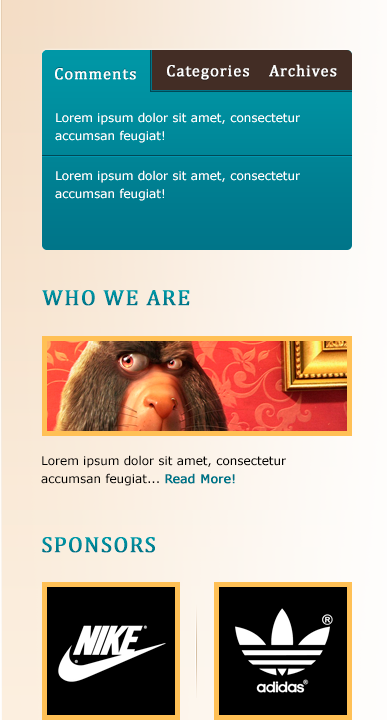 Comments Categories Archives
Lorem ipsum dolor sit amet, consectetur
accumsan feugiat!
Lorem ipsum dolor sit amet, consectetur
accumsan feugiat!
WHO WE ARE
Lorem ipsum dolor sit amet, consectetur
accumsan feugiat... Read More!
SPONSORS
NIKE®
®
adidas®